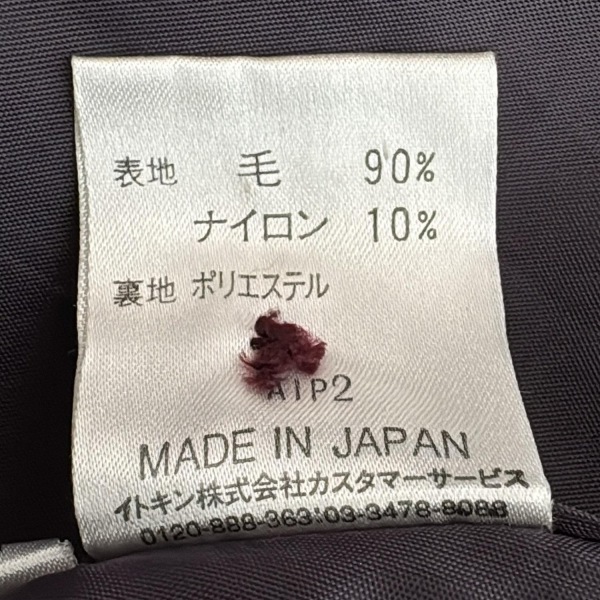 表地 毛 90%
ナイロン 10%
裏地 ポリエステル
AIP2
MADE IN JAPAN
イトキン株式会社カスタマーサービス
0120-888-363:03-3478-8088